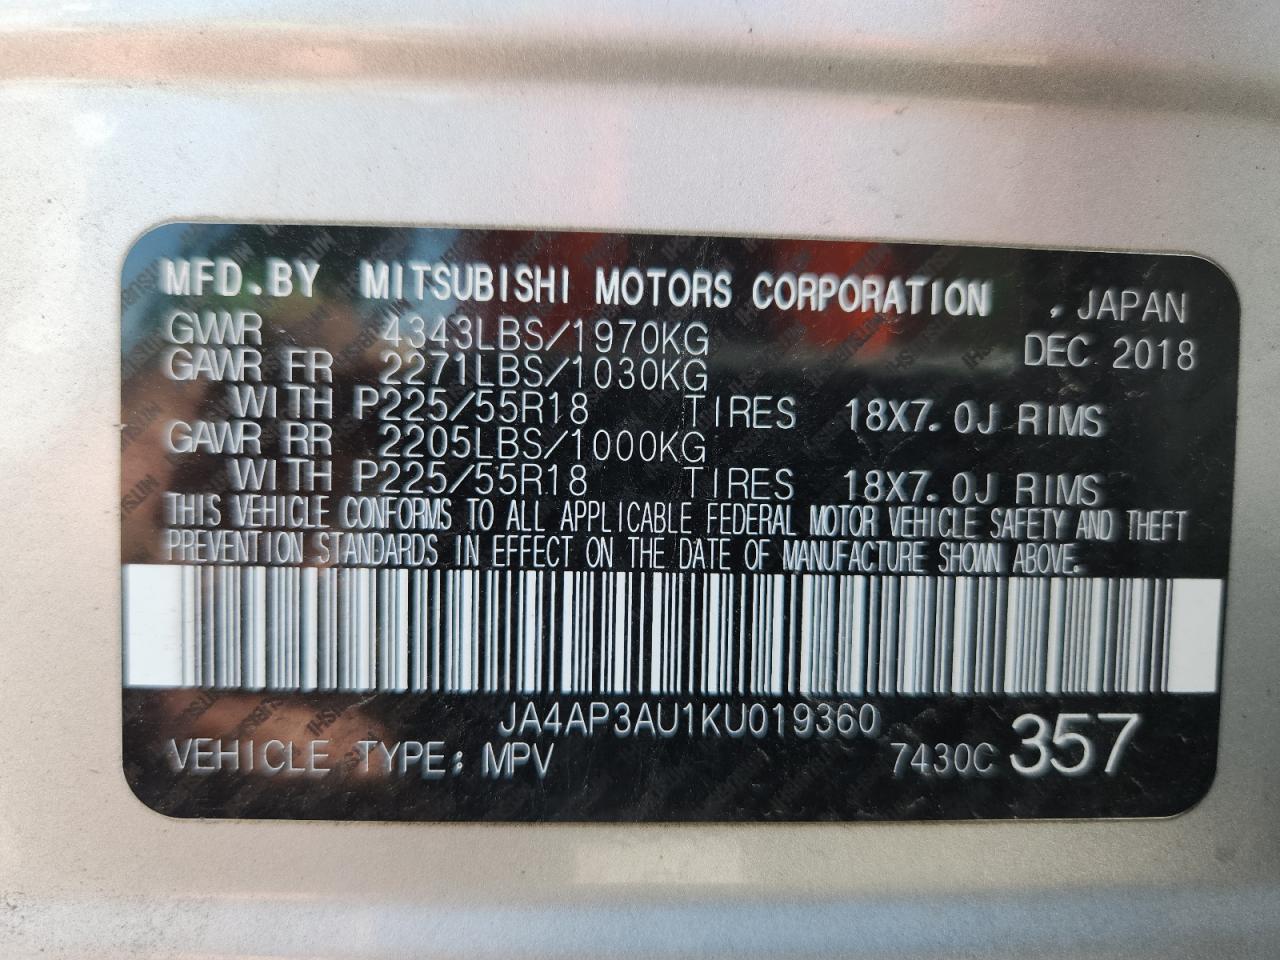 MFD.BY MITSUBISHI MOTORS CORPORATION , JAPAN
GVWR 4343LBS/1970KG DEC 2018
GAWR FR 2271LBS/1030KG
WITH P225/55R18 TIRES 18X7.0J RIMS
GAWR RR 2205LBS/1000KG
WITH P225/55R18 TIRES 18X7.0J RIMS
THIS VEHICLE CONFORMS TO ALL APPLICABLE FEDERAL MOTOR VEHICLE SAFETY AND THEFT
PREVENTION STANDARDS IN EFFECT ON THE DATE OF MANUFACTURE SHOWN ABOVE.
JA4AP3AU1KU019360
VEHICLE TYPE: MPV 7430C 357